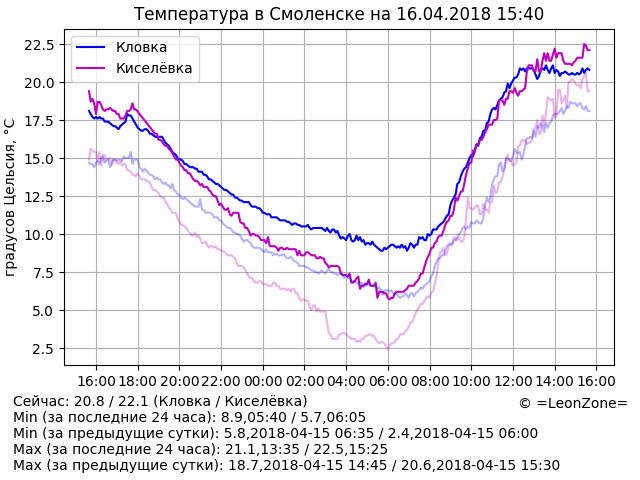 Температура в Смоленске на 16.04.2018 15:40
градусов Цельсия, °C
22.5
20.0
17.5
15.0
12.5
10.0
7.5
5.0
2.5
Кловка
Киселёвка
16:00 18:00 20:00 22:00 00:00 02:00 04:00 06:00 08:00 10:00 12:00 14:00 16:00
Сейчас: 20.8 / 22.1 (Кловка / Киселёвка)
© =LeonZone=
Min (за последние 24 часа): 8.9,05:40 / 5.7,06:05
Min (за предыдущие сутки): 5.8,2018-04-15 06:35 / 2.4,2018-04-15 06:00
Max (за последние 24 часа): 21.1,13:35 / 22.5,15:25
Max (за предыдущие сутки): 18.7,2018-04-15 14:45 / 20.6,2018-04-15 15:30